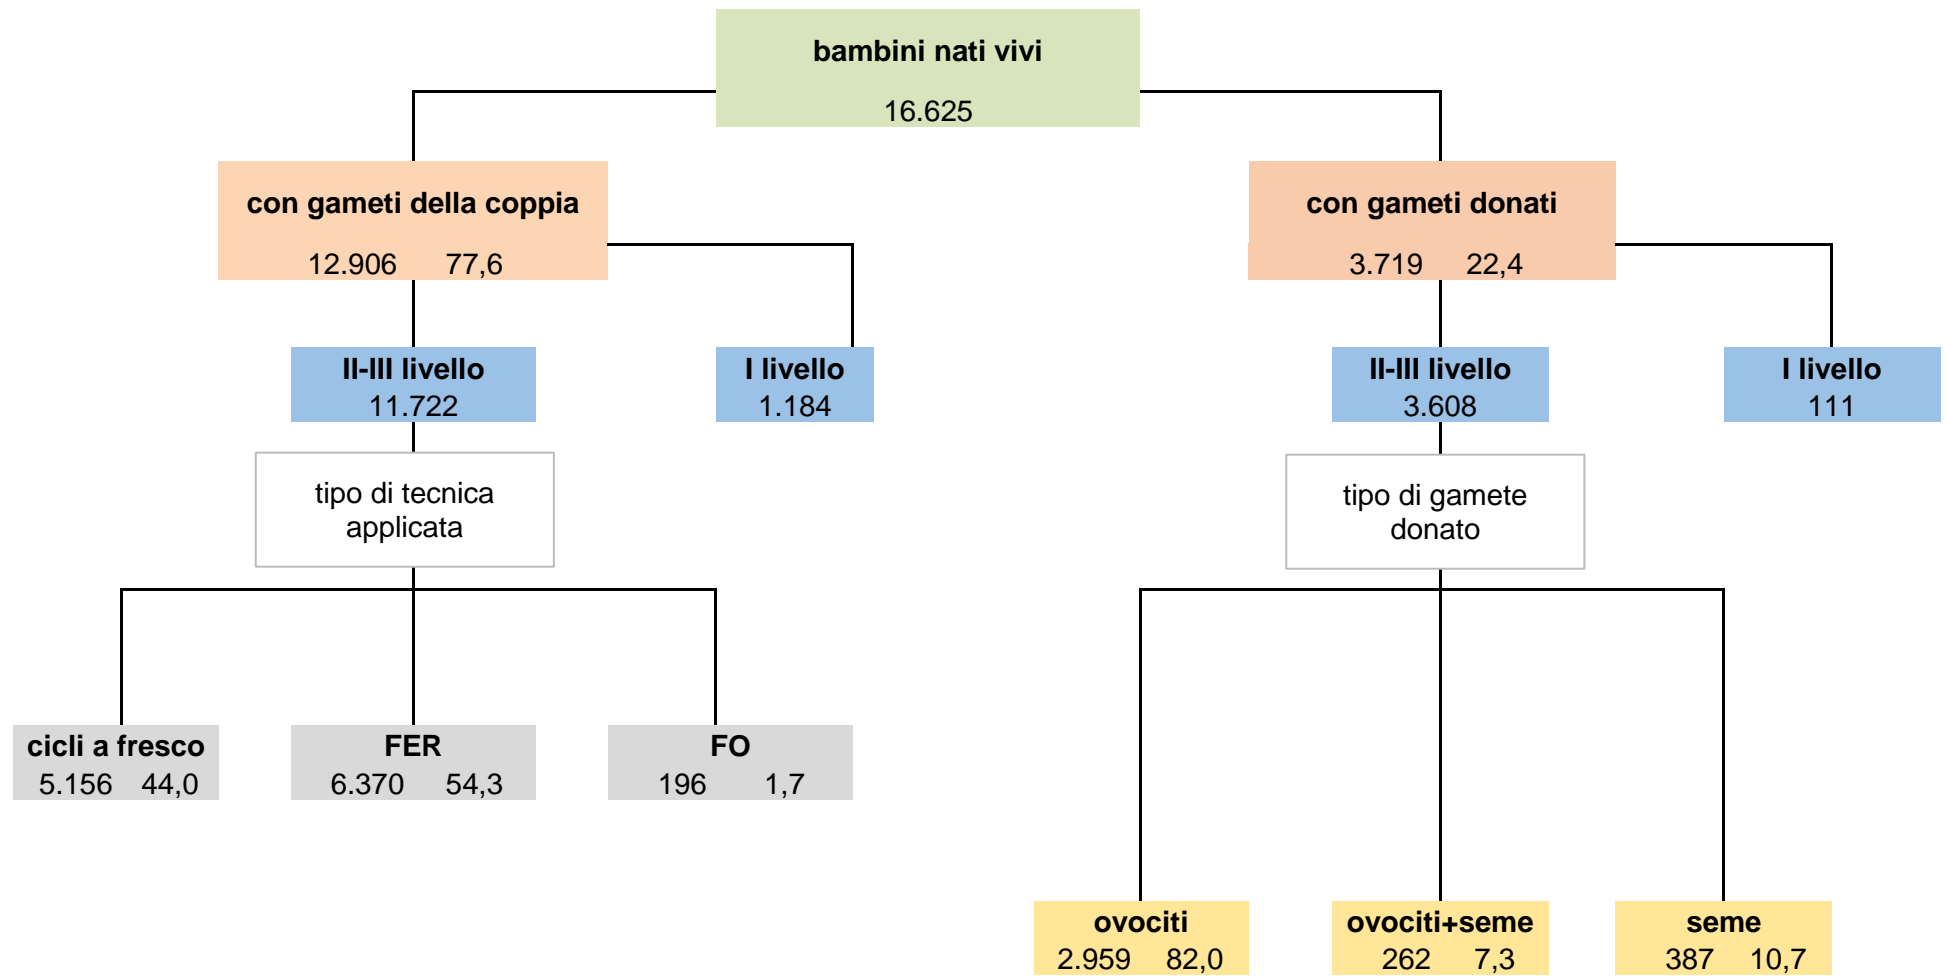 bambini nati vivi
16.625
con gameti della coppia
12.906 77,6
con gameti donati
3.719 22,4
II-III livello
11.722
I livello
1.184
II-III livello
3.608
I livello
111
tipo di tecnica
applicata
tipo di gamete
donato
cicli a fresco
5.156 44,0
FER
6.370 54,3
FO
196 1,7
ovociti
2.959 82,0
ovociti+seme
262 7,3
seme
387 10,7